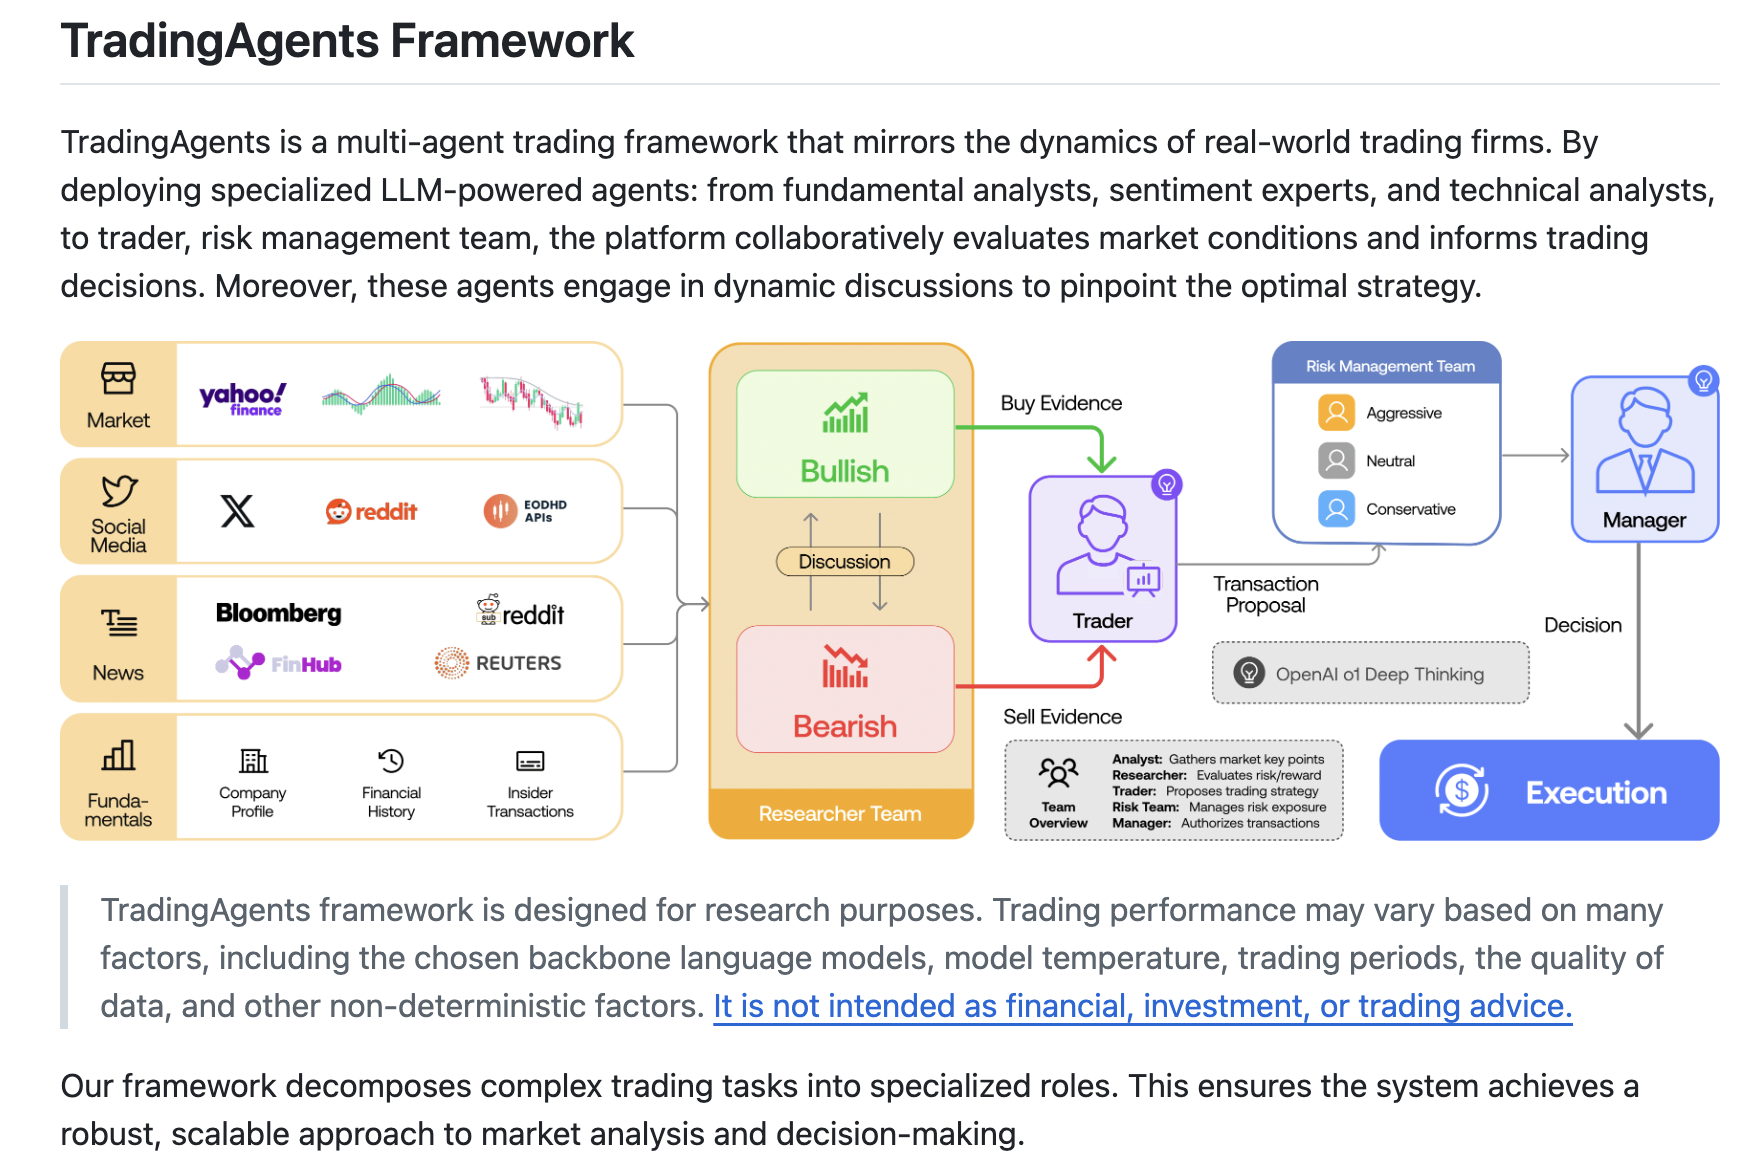 TradingAgents Framework
TradingAgents is a multi-agent trading framework that mirrors the dynamics of real-world trading firms. By
deploying specialized LLM-powered agents: from fundamental analysts, sentiment experts, and technical analysts,
to trader, risk management team, the platform collaboratively evaluates market conditions and informs trading
decisions. Moreover, these agents engage in dynamic discussions to pinpoint the optimal strategy.
Market
yahoo!
finance
Social
Media
X
reddit
EODHD
APIs
News
Bloomberg
sub
reddit
FinHub
REUTERS
Funda-
mentals
Company
Profile
Financial
History
Insider
Transactions
Bullish
Discussion
Bearish
Researcher Team
Buy Evidence
Trader
Sell Evidence
Transaction
Proposal
Risk Management Team
Aggressive
Neutral
Conservative
Manager
Decision
OpenAI o1 Deep Thinking
Team
Overview
Analyst: Gathers market key points
Researcher: Evaluates risk/reward
Trader: Proposes trading strategy
Risk Team: Manages risk exposure
Manager: Authorizes transactions
$
Execution
TradingAgents framework is designed for research purposes. Trading performance may vary based on many
factors, including the chosen backbone language models, model temperature, trading periods, the quality of
data, and other non-deterministic factors. It is not intended as financial, investment, or trading advice.
Our framework decomposes complex trading tasks into specialized roles. This ensures the system achieves a
robust, scalable approach to market analysis and decision-making.